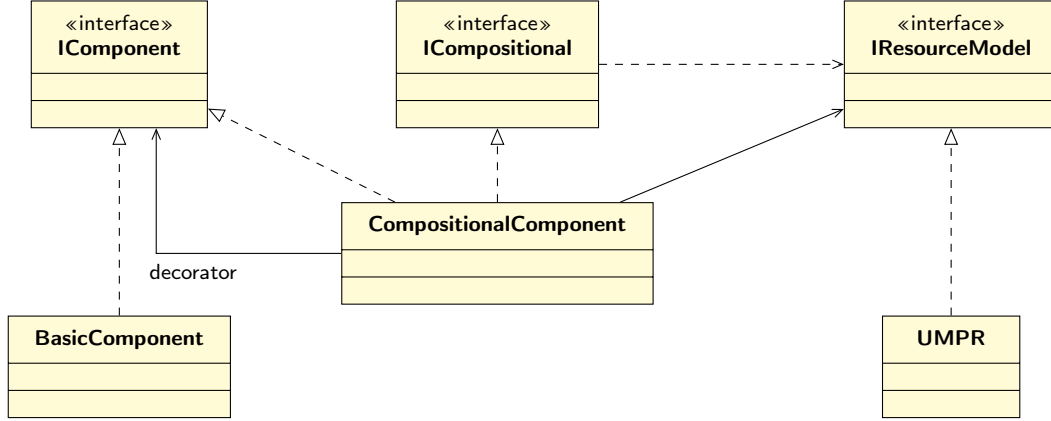 «interface»
IComponent
«interface»
ICompositional
«interface»
IResourceModel
CompositionalComponent
decorator
BasicComponent
UMPR